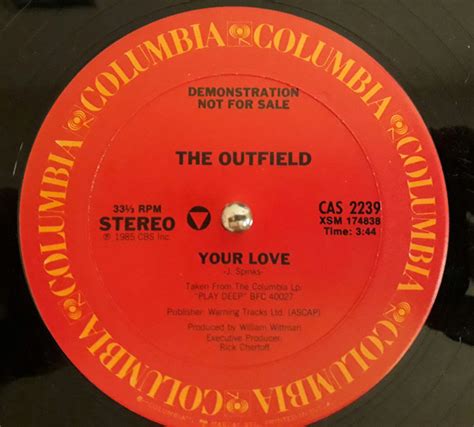 COLUMBIA COLUMBIA COLUMBIA COLUMBIA COLUMBIA COLUMBIA
DEMONSTRATION
NOT FOR SALE
THE OUTFIELD
33⅓ RPM
STEREO
℗ 1985 CBS Inc.
CAS 2239
XSM 174838
Time: 3:44
YOUR LOVE
-J. Spinks-
Taken From The Columbia Lp
"PLAY DEEP" BFC 40027
Publisher: Warning Tracks Ltd. (ASCAP)
Produced by William Wittman
Executive Producer:
Rick Chertoff